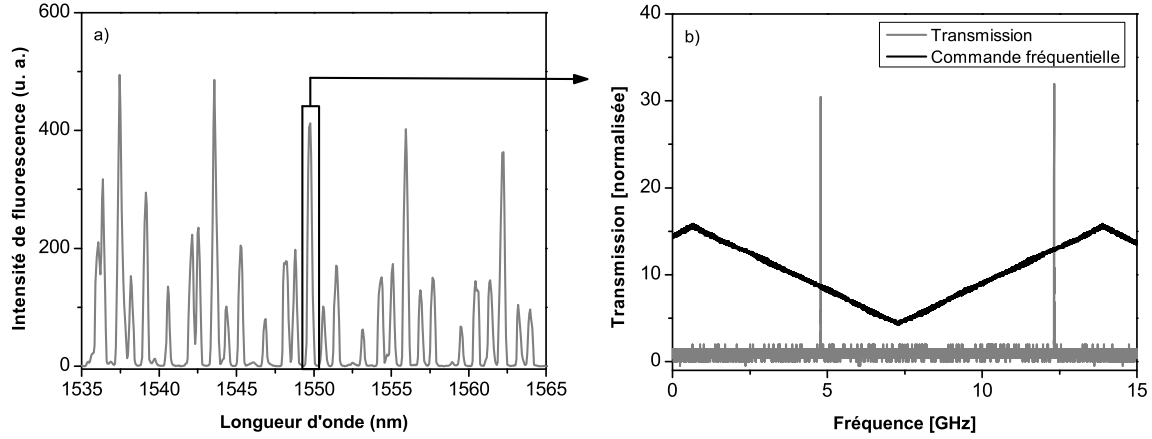 a)
Intensité de fluorescence (u. a.)
600
400
200
0
1535
1540
1545
1550
1555
1560
1565
Longueur d'onde (nm)
b)
Transmission
Commande fréquentielle
Transmission [normalisée]
40
30
20
10
0
0
5
10
15
Fréquence [GHz]